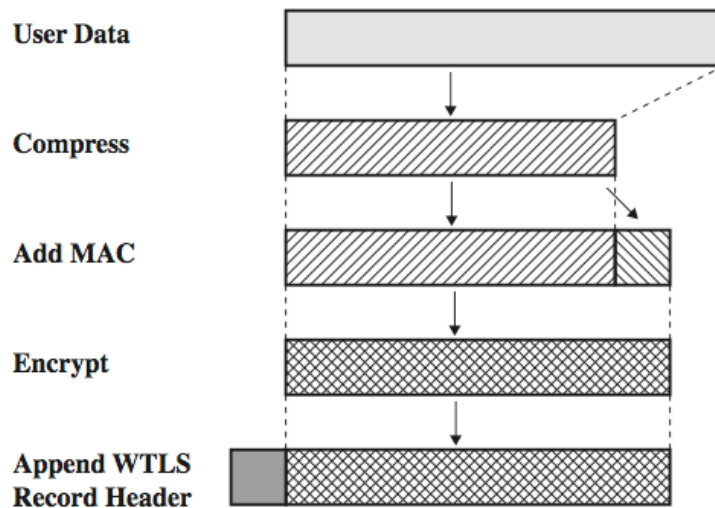 User Data
Compress
Add MAC
Encrypt
Append WTLS
Record Header